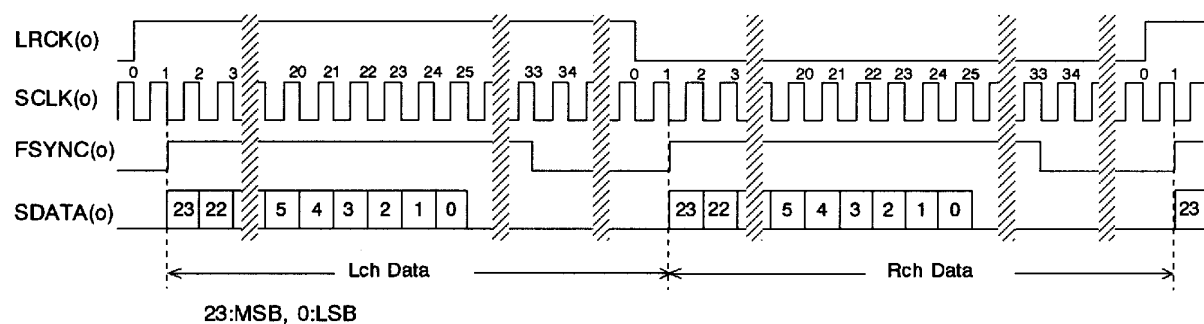 LRCK(o)
0 1 2 3 20 21 22 23 24 25 33 34 0 1 2 3 20 21 22 23 24 25 33 34 0 1
SCLK(o)
FSYNC(o)
SDATA(o) 23 22 5 4 3 2 1 0 23 22 5 4 3 2 1 0 23
Lch Data Rch Data
23:MSB, 0:LSB